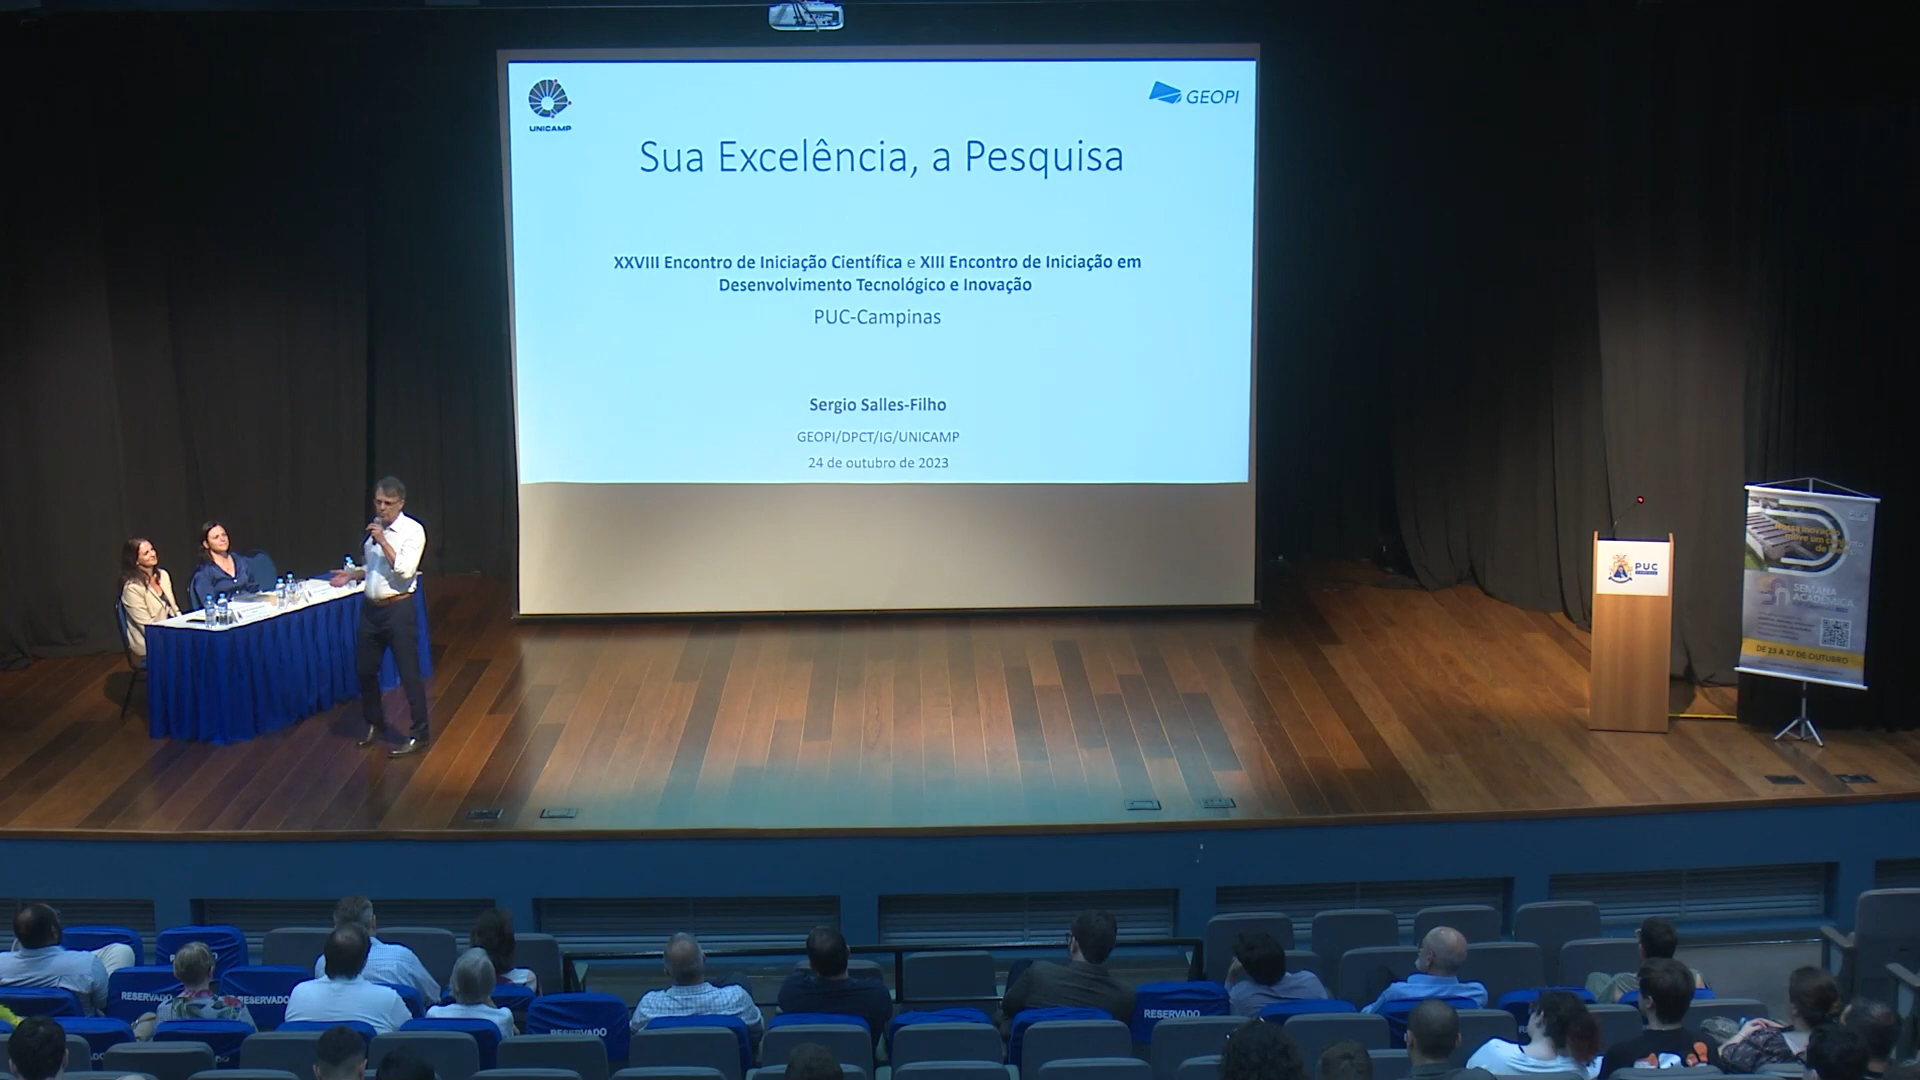 UNICAMP
GEOPI
Sua Excelência, a Pesquisa
XXVIII Encontro de Iniciação Científica e XIII Encontro de Iniciação em
Desenvolvimento Tecnológico e Inovação
PUC-Campinas
Sergio Salles-Filho
GEOPI/DPCT/IG/UNICAMP
24 de outubro de 2023
PUC
SEMANA
ACADÊMICA
DE 23 A 27 DE OUTUBRO
RESERVADO
RESERVADO
RESERVADO
RESERVADO